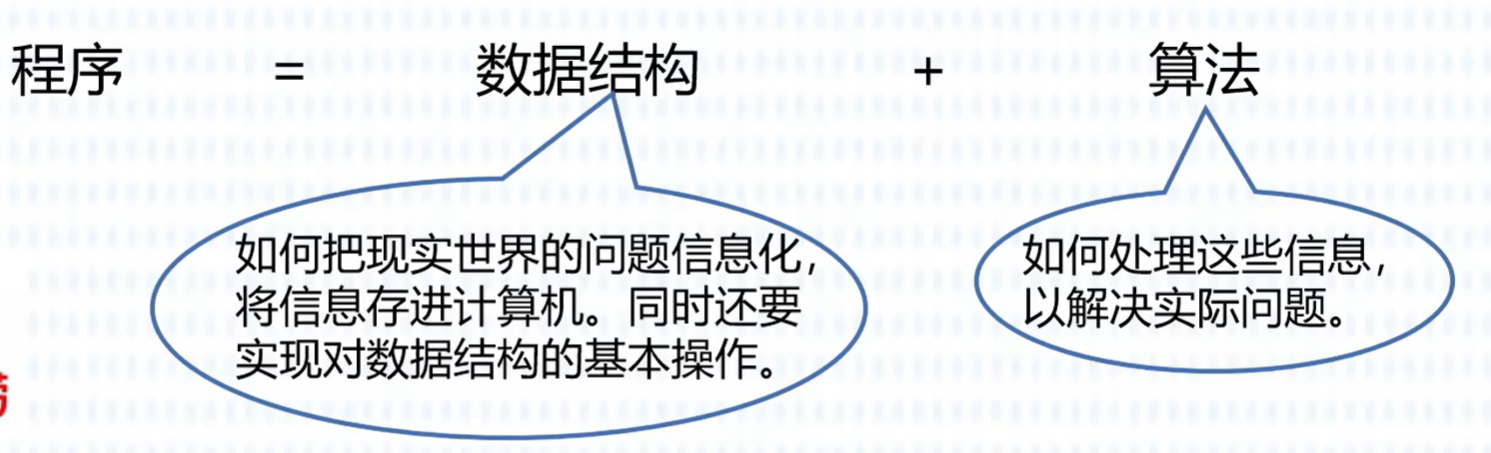 程序 = 数据结构 + 算法
如何把现实世界的问题信息化，
将信息存进计算机。同时还要
实现对数据结构的基本操作。
如何处理这些信息，
以解决实际问题。